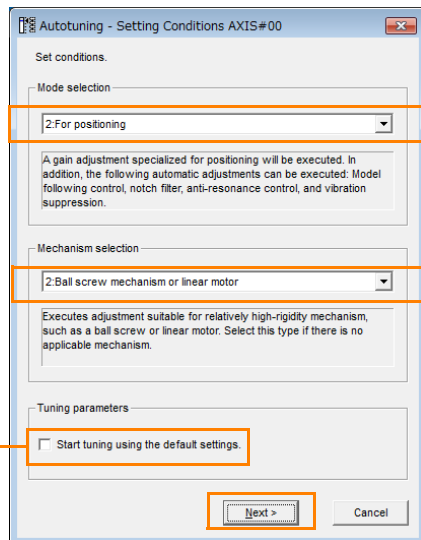 Autotuning - Setting Conditions AXIS#00
Set conditions.
Mode selection
2:For positioning
A gain adjustment specialized for positioning will be executed. In
addition, the following automatic adjustments can be executed: Model
following control, notch filter, anti-resonance control, and vibration
suppression.
Mechanism selection
2:Ball screw mechanism or linear motor
Executes adjustment suitable for relatively high-rigidity mechanism,
such as a ball screw or linear motor. Select this type if there is no
applicable mechanism.
Tuning parameters
Start tuning using the default settings.
Next >
Cancel